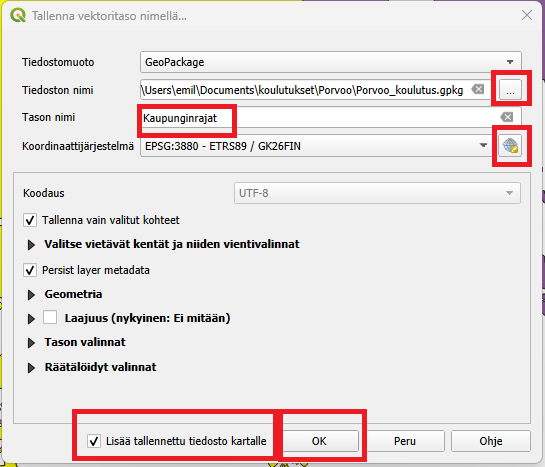 Tallenna vektoritaso nimellä...
Tiedostomuoto GeoPackage
Tiedoston nimi \Users\emil\Documents\koulutukset\Porvoo\Porvoo_koulutus.gpkg ...
Tason nimi Kaupunginrajat
Koordinaattijärjestelmä EPSG:3880 - ETRS89 / GK26FIN
Koodaus UTF-8
Tallenna vain valitut kohteet
Valitse vietävät kentät ja niiden vientivalinnat
Persist layer metadata
Geometria
Laajuus (nykyinen: Ei mitään)
Tason valinnat
Räätälöidyt valinnat
Lisää tallennettu tiedosto kartalle OK Peru Ohje